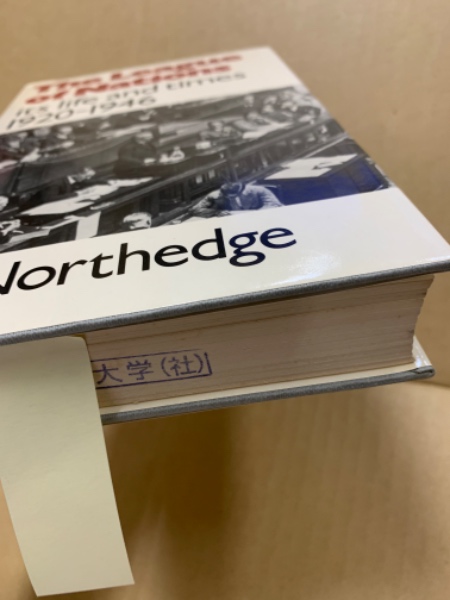 The League
of Nations
its life and times
1920-1946
Northedge
大学(社)